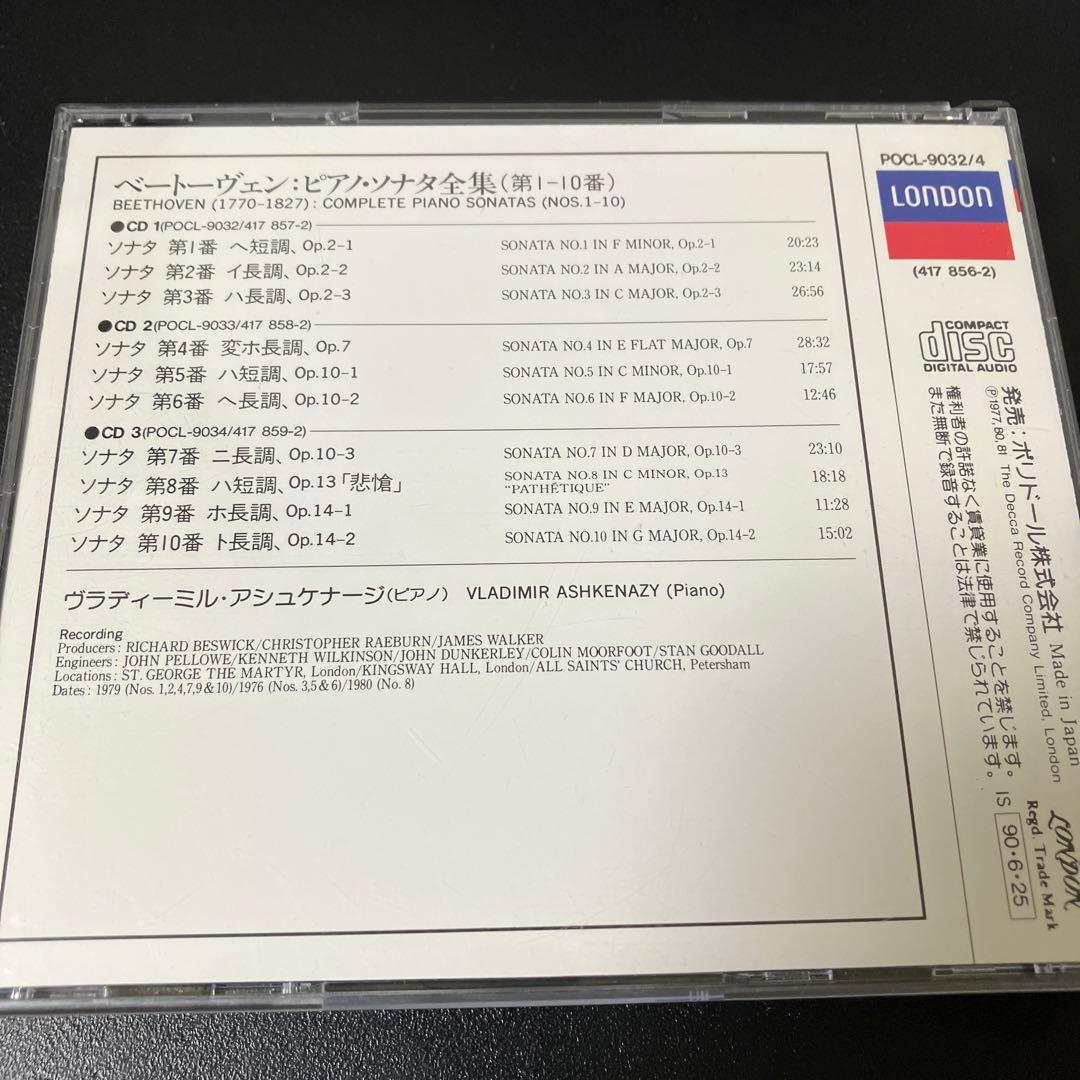 ベートーヴェン:ピアノ・ソナタ全集(第1-10番)
BEETHOVEN (1770-1827): COMPLETE PIANO SONATAS (NOS.1-10)
●CD 1(POCL-9032/417 857-2)
ソナタ 第1番 ヘ短調、Op.2-1 SONATA NO.1 IN F MINOR, Op.2-1 20:23
ソナタ 第2番 イ長調、Op.2-2 SONATA NO.2 IN A MAJOR, Op.2-2 23:14
ソナタ 第3番 ハ長調、Op.2-3 SONATA NO.3 IN C MAJOR, Op.2-3 26:56
●CD 2(POCL-9033/417 858-2)
ソナタ 第4番 変ホ長調、Op.7 SONATA NO.4 IN E FLAT MAJOR, Op.7 28:32
ソナタ 第5番 ハ短調、Op.10-1 SONATA NO.5 IN C MINOR, Op.10-1 17:57
ソナタ 第6番 ヘ長調、Op.10-2 SONATA NO.6 IN F MAJOR, Op.10-2 12:46
●CD 3(POCL-9034/417 859-2)
ソナタ 第7番 ニ長調、Op.10-3 SONATA NO.7 IN D MAJOR, Op.10-3 23:10
ソナタ 第8番 ハ短調、Op.13「悲愴」 SONATA NO.8 IN C MINOR, Op.13 18:18
"PATHÉTIQUE"
ソナタ 第9番 ホ長調、Op.14-1 SONATA NO.9 IN E MAJOR, Op.14-1 11:28
ソナタ 第10番 ト長調、Op.14-2 SONATA NO.10 IN G MAJOR, Op.14-2 15:02
ヴラディーミル・アシュケナージ(ピアノ) VLADIMIR ASHKENAZY (Piano)
Recording
Producers: RICHARD BESWICK/CHRISTOPHER RAEBURN/JAMES WALKER
Engineers: JOHN PELLOWE/KENNETH WILKINSON/JOHN DUNKERLEY/COLIN MOORFOOT/STAN GOODALL
Locations: ST. GEORGE THE MARTYR, London/KINGSWAY HALL, London/ALL SAINTS' CHURCH, Petersham
Dates: 1979 (Nos. 1,2,4,7,9&10)/1976 (Nos. 3,5&6)/1980 (No. 8)
POCL-9032/4
LONDON
(417 856-2)
COMPACT
disc
DIGITAL AUDIO
発売:ポリドール株式会社 Made in Japan
Ⓟ1977,80,81 The Decca Record Company Limited, London
権利者の許諾なく賃貸業に使用することを禁じます。
また無断で録音することは法律で禁じられています。 IS 90・6・25
LONDON
Regd. Trade Mark